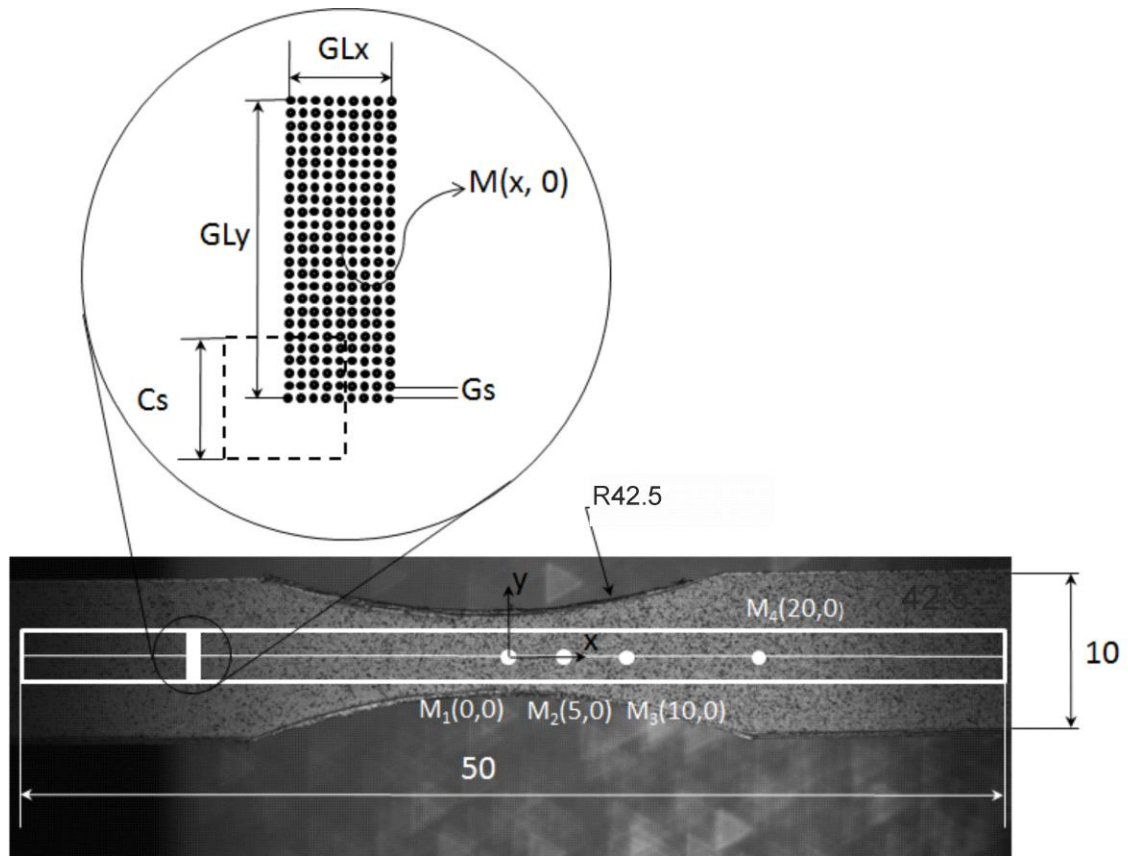 GLx
M(x, 0)
GLy
Gs
Cs
R42.5
y
M₄(20,0)
42.
x
10
M₁(0,0) M₂(5,0) M₃(10,0)
50